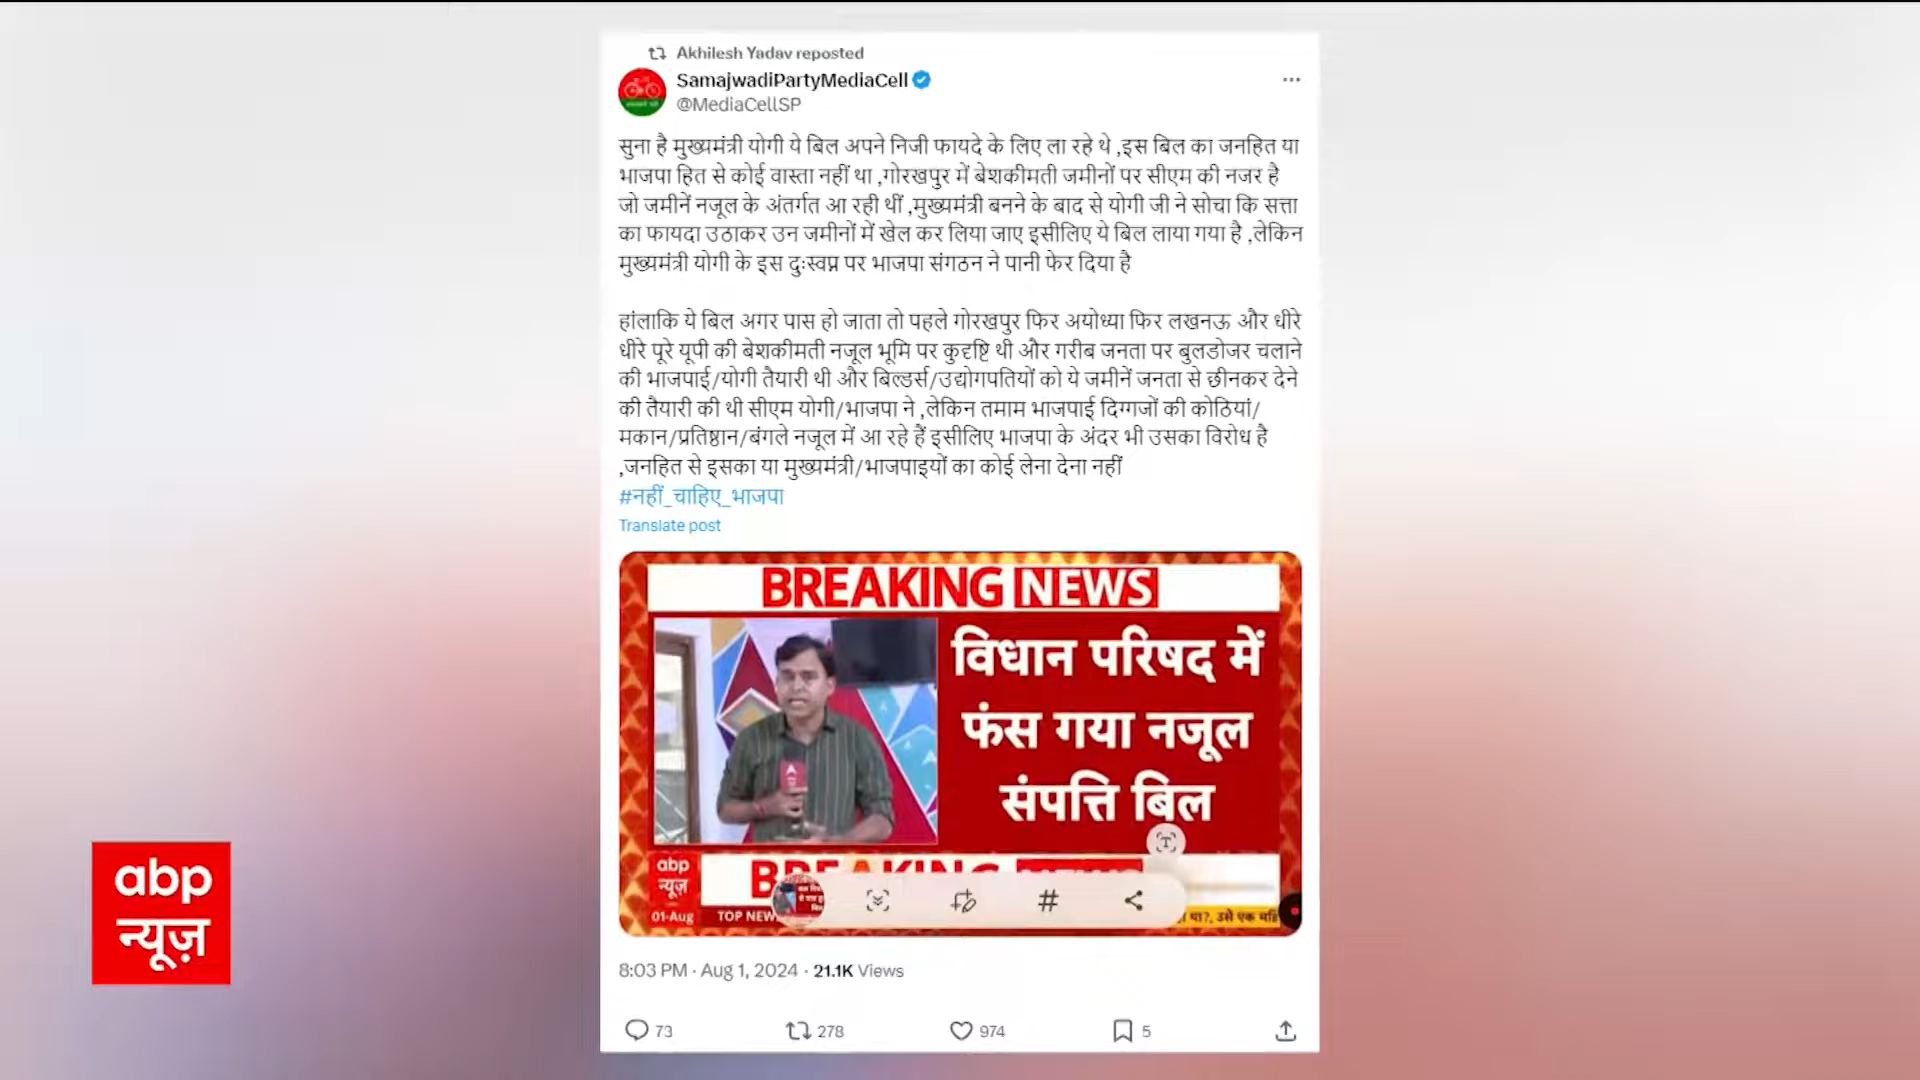 Akhilesh Yadav reposted
SamajwadiPartyMediaCell
@MediaCellSP
सुना है मुख्यमंत्री योगी ये बिल अपने निजी फायदे के लिए ला रहे थे ,इस बिल का जनहित या
भाजपा हित से कोई वास्ता नहीं था ,गोरखपुर में बेशकीमती जमीनों पर सीएम की नजर है
जो जमीनें नजूल के अंतर्गत आ रही थीं ,मुख्यमंत्री बनने के बाद से योगी जी ने सोचा कि सत्ता
का फायदा उठाकर उन जमीनों में खेल कर लिया जाए इसीलिए ये बिल लाया गया है ,लेकिन
मुख्यमंत्री योगी के इस दुःस्वप्न पर भाजपा संगठन ने पानी फेर दिया है
हांलाकि ये बिल अगर पास हो जाता तो पहले गोरखपुर फिर अयोध्या फिर लखनऊ और धीरे
धीरे पूरे यूपी की बेशकीमती नजूल भूमि पर कुदृष्टि थी और गरीब जनता पर बुलडोजर चलाने
की भाजपाई/योगी तैयारी थी और बिल्डर्स/उद्योगपतियों को ये जमीनें जनता से छीनकर देने
की तैयारी की थी सीएम योगी/भाजपा ने ,लेकिन तमाम भाजपाई दिग्गजों की कोठियां/
मकान/प्रतिष्ठान/बंगले नजूल में आ रहे हैं इसीलिए भाजपा के अंदर भी उसका विरोध है
,जनहित से इसका या मुख्यमंत्री/भाजपाइयों का कोई लेना देना नहीं
#नहीं_चाहिए_भाजपा
Translate post
BREAKING NEWS
विधान परिषद में
फंस गया नजूल
संपत्ति बिल
abp
न्यूज़
BREAKING
01-Aug TOP NEW
या?, उसे एक
8:03 PM · Aug 1, 2024 · 21.1K Views
73 278 974 5
abp
न्यूज़